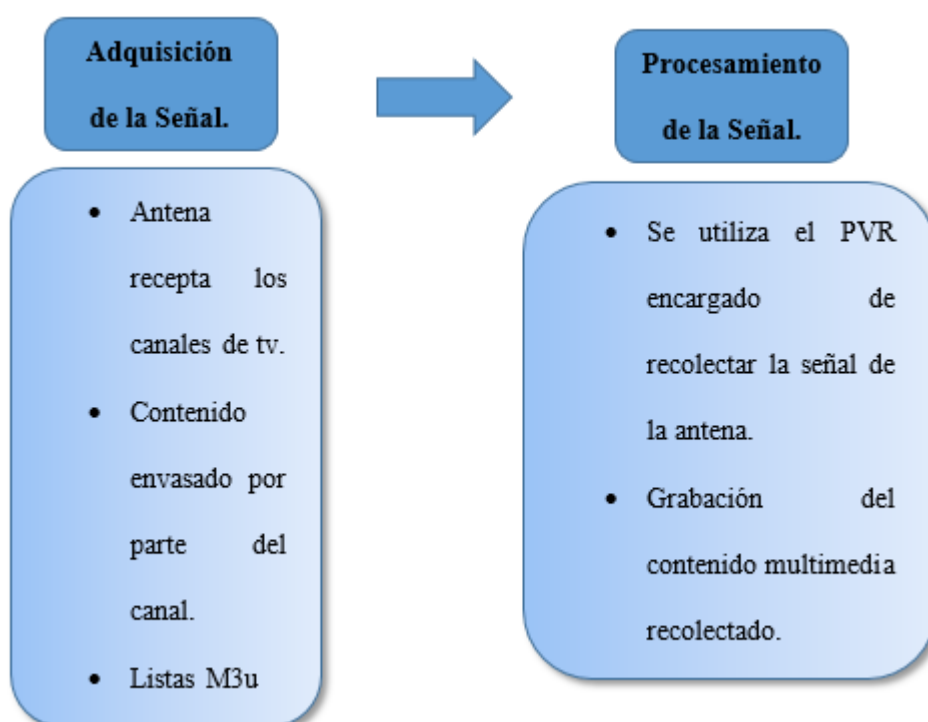 Adquisición
de la Señal.
• Antena
recepta los
canales de tv.
• Contenido
envasado por
parte del
canal.
• Listas M3u
Procesamiento
de la Señal.
• Se utiliza el PVR
encargado de
recolectar la señal de
la antena.
• Grabación del
contenido multimedia
recolectado.